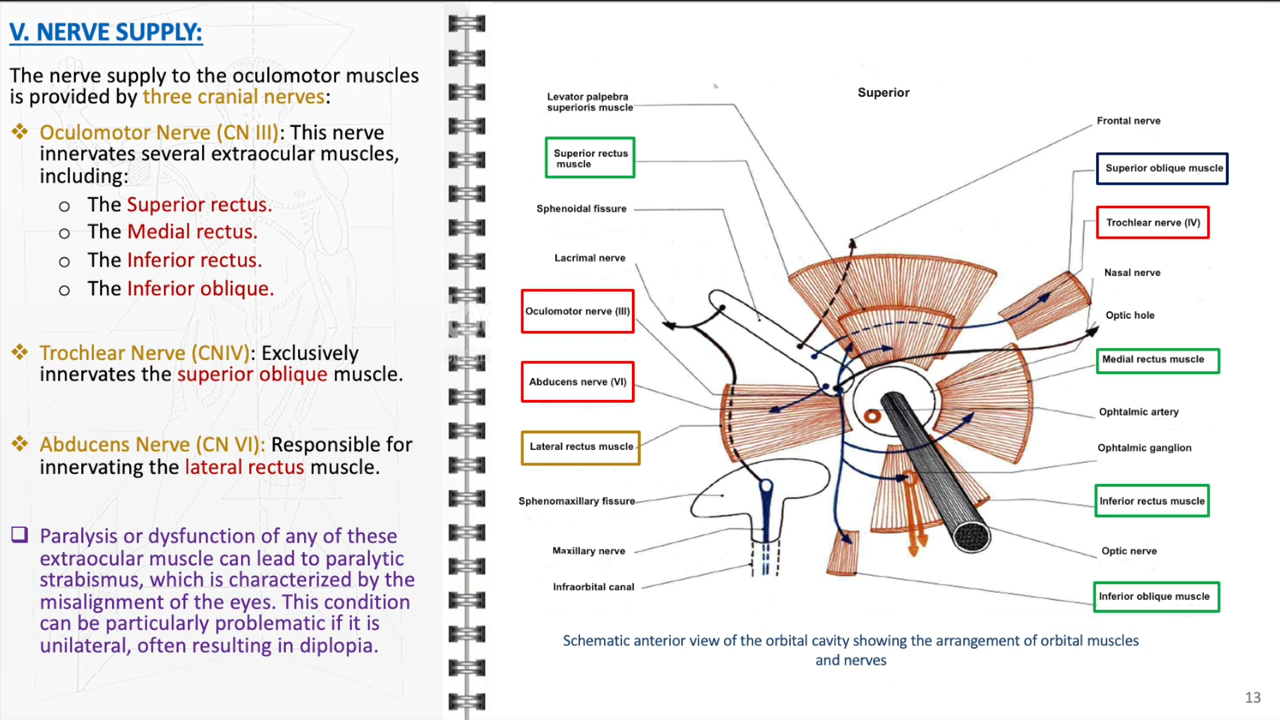 V. NERVE SUPPLY:
The nerve supply to the oculomotor muscles
is provided by three cranial nerves:
❖ Oculomotor Nerve (CN III): This nerve
innervates several extraocular muscles,
including:
o The Superior rectus.
o The Medial rectus.
o The Inferior rectus.
o The Inferior oblique.
❖ Trochlear Nerve (CNIV): Exclusively
innervates the superior oblique muscle.
❖ Abducens Nerve (CN VI): Responsible for
innervating the lateral rectus muscle.
❑ Paralysis or dysfunction of any of these
extraocular muscle can lead to paralytic
strabismus, which is characterized by the
misalignment of the eyes. This condition
can be particularly problematic if it is
unilateral, often resulting in diplopia.
Superior
Levator palpebra
superioris muscle
Superior rectus
muscle
Sphenoidal fissure
Lacrimal nerve
Oculomotor nerve (III)
Abducens nerve (VI)
Lateral rectus muscle
Sphenomaxillary fissure
Maxillary nerve
Infraorbital canal
Frontal nerve
Superior oblique muscle
Trochlear nerve (IV)
Nasal nerve
Optic hole
Medial rectus muscle
Ophtalmic artery
Ophtalmic ganglion
Inferior rectus muscle
Optic nerve
Inferior oblique muscle
Schematic anterior view of the orbital cavity showing the arrangement of orbital muscles
and nerves
13